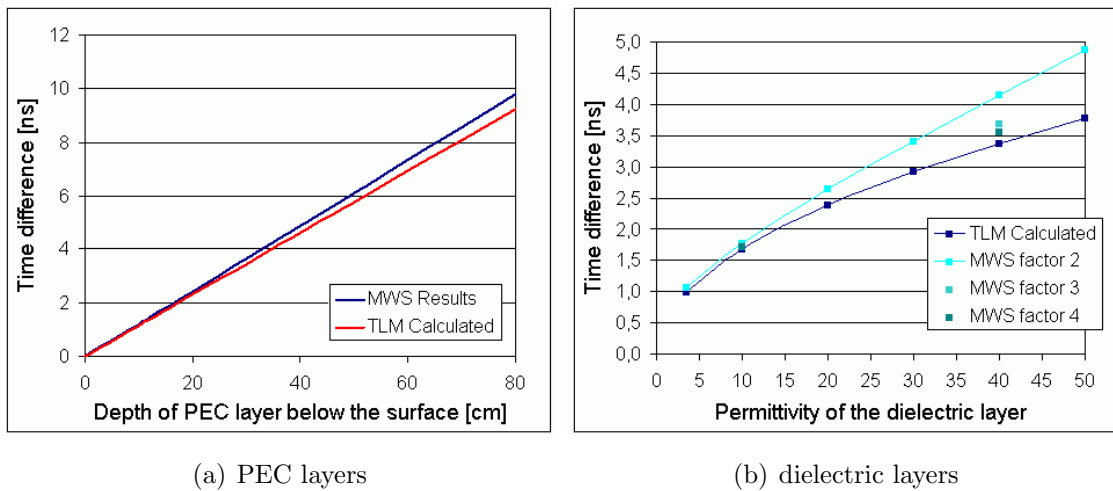 12
10
8
6
4
2
0
0
20
40
60
80
Time difference [ns]
Depth of PEC layer below the surface [cm]
MWS Results
TLM Calculated
5,0
4,5
4,0
3,5
3,0
2,5
2,0
1,5
1,0
0,5
0,0
0
5
10
15
20
25
30
35
40
45
50
Time difference [ns]
Permittivity of the dielectric layer
TLM Calculated
MWS factor 2
MWS factor 3
MWS factor 4
(a) PEC layers
(b) dielectric layers